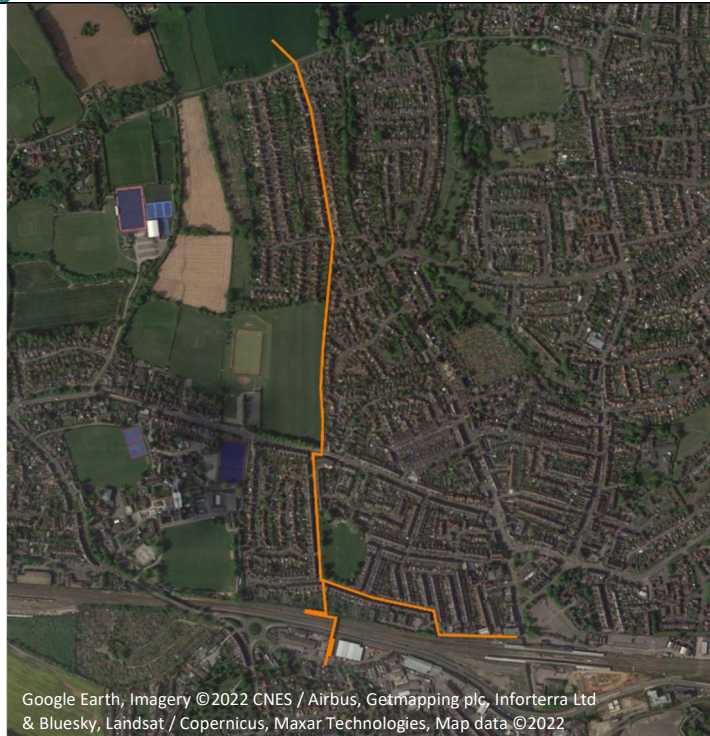 Google Earth, Imagery ©2022 CNES / Airbus, Getmapping plc, Inforterra Ltd
& Bluesky, Landsat / Copernicus, Maxar Technologies, Map data ©2022